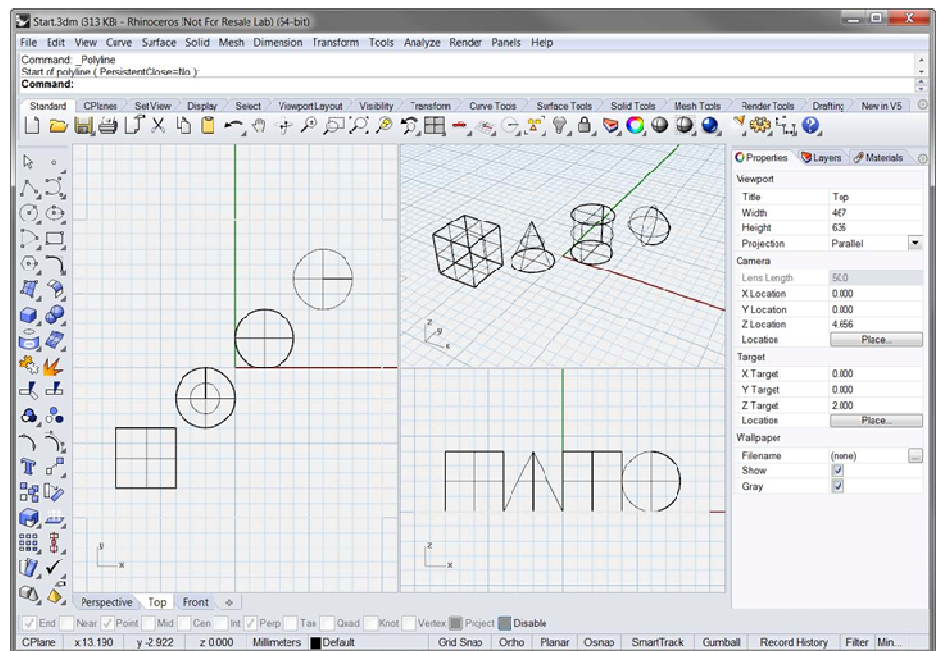 Start.3dm (313 KB) - Rhinoceros (Not For Resale Lab) (64-bit)
File Edit View Curve Surface Solid Mesh Dimension Transform Tools Analyze Render Panels Help
Command: _Polyline
Start of polyline ( PersistentClose=No ):
Command:
Standard CPlanes SetView Display Select ViewportLayout Visibility Transform Curve Tools Surface Tools Solid Tools Mesh Tools Render Tools Drafting New in V5
Properties Layers Materials
Viewport
Title Top
Width 467
Height 636
Projection Parallel
Camera
Lens Length 50.0
X Location 0.000
Y Location 0.000
Z Location 4.656
Location Place...
Target
X Target 0.000
Y Target 0.000
Z Target 2.000
Location Place...
Wallpaper
Filename (none) ...
Show
Gray
z
y
x
y
x
z
x
Perspective Top Front
End Near Point Mid Cen Int Perp Tan Quad Knot Vertex Project Disable
CPlane x 13.190 y -2.922 z 0.000 Millimeters Default Grid Snap Ortho Planar Osnap SmartTrack Gumball Record History Filter Min...